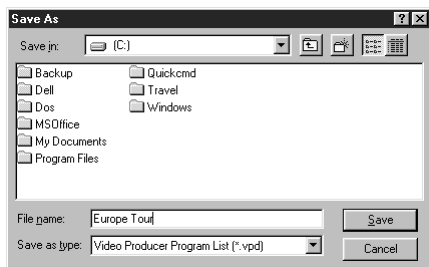 Save As
Save in: (C:)
Backup
Dell
Dos
MSOffice
My Documents
Program Files
Quickcmd
Travel
Windows
File name: Europe Tour Save
Save as type: Video Producer Program List (*.vpd) Cancel